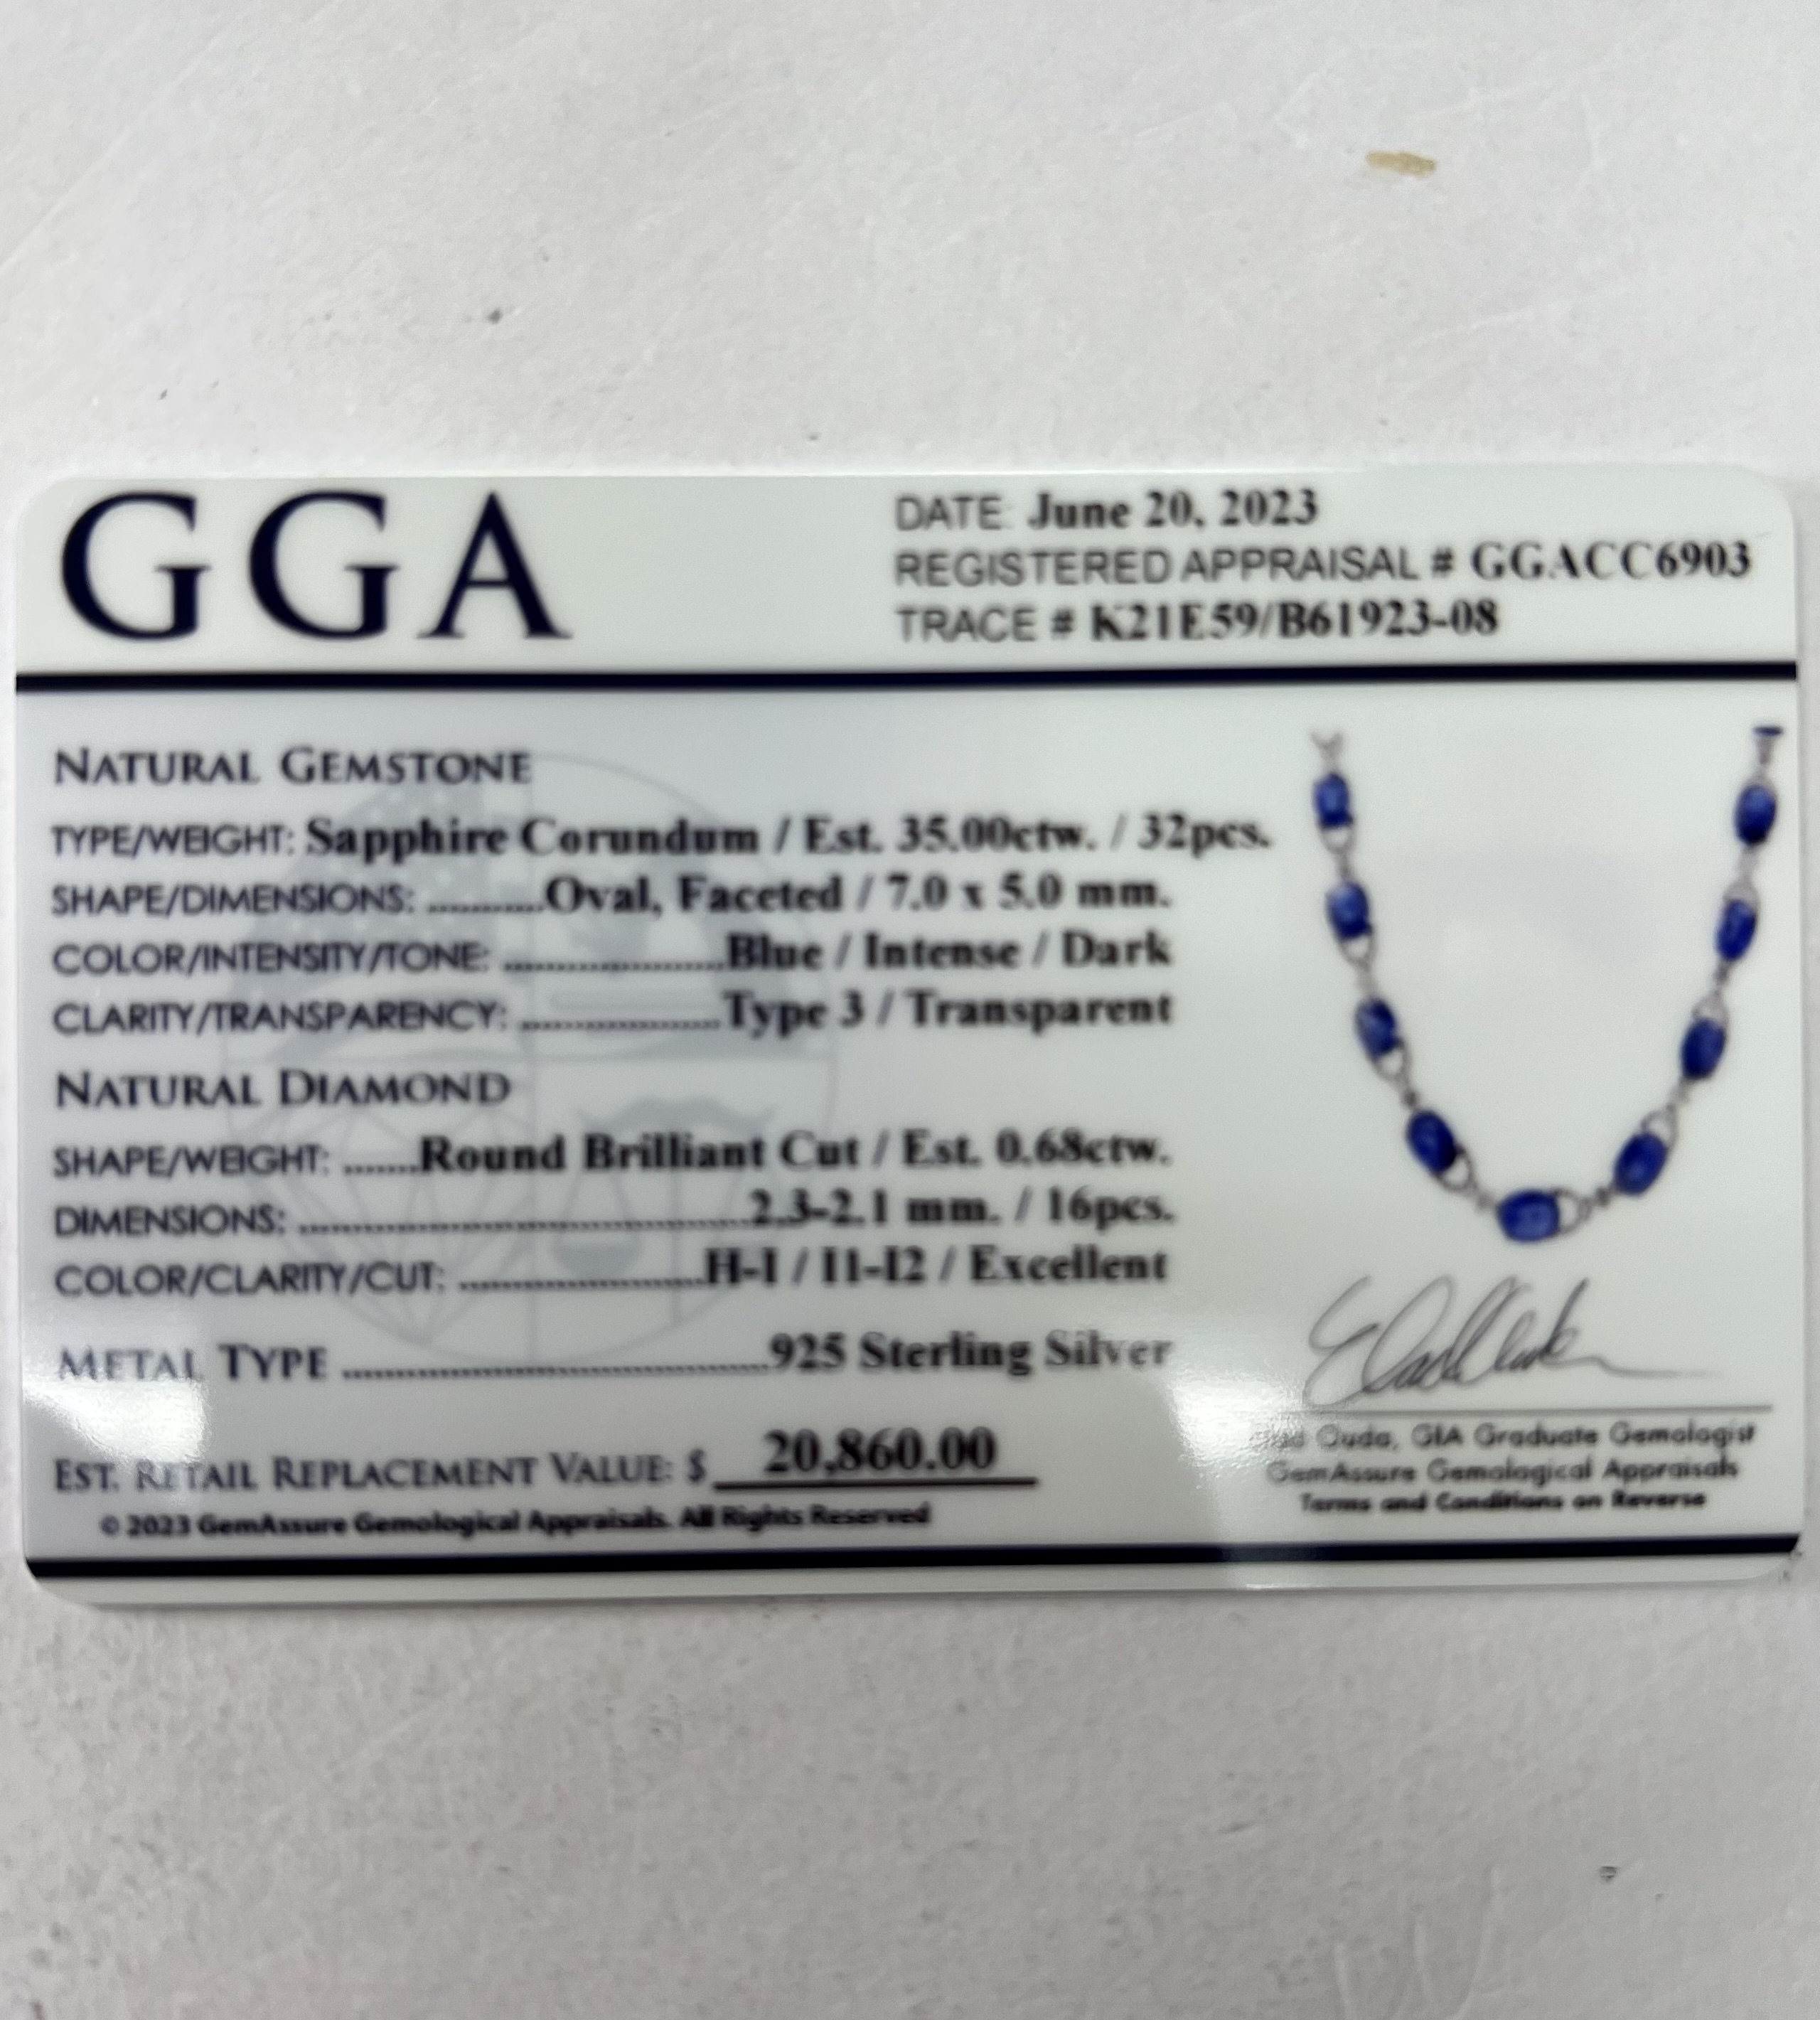 GGA
DATE: June 20, 2023
REGISTERED APPRAISAL # GGACC6903
TRACE # K21E59/B61923-08
NATURAL GEMSTONE
TYPE/WEIGHT: Sapphire Corundum / Est. 35.00ctw. / 32pcs.
SHAPE/DIMENSIONS: ...........Oval, Faceted / 7.0 x 5.0 mm.
COLOR/INTENSITY/TONE: .....................Blue / Intense / Dark
CLARITY/TRANSPARENCY: ...................Type 3 / Transparent
NATURAL DIAMOND
SHAPE/WEIGHT: .......Round Brilliant Cut / Est. 0.68ctw.
DIMENSIONS: ...........................................2.3-2.1 mm. / 16pcs.
COLOR/CLARITY/CUT: .......................H-I / I1-I2 / Excellent
METAL TYPE ........................................925 Sterling Silver
EST. RETAIL REPLACEMENT VALUE: $ 20,860.00
© 2023 GemAssure Gemological Appraisals. All Rights Reserved
Ouda, GIA Graduate Gemologist
GemAssure Gemological Appraisals
Terms and Conditions on Reverse